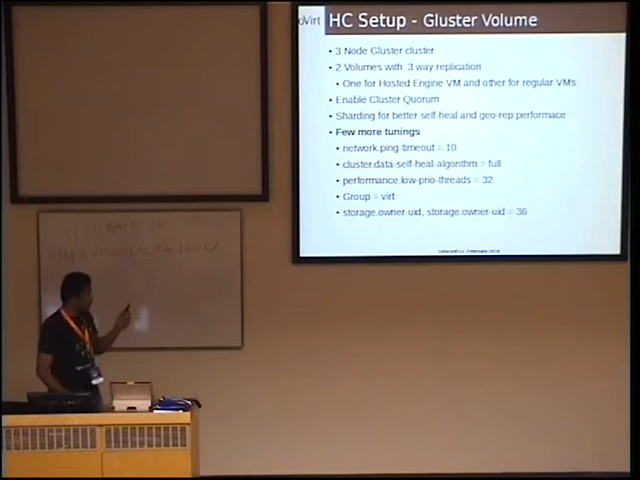 oVirt
HC Setup - Gluster Volume
• 3 Node Gluster cluster
• 2 Volumes with 3 way replication
• One for Hosted Engine VM and other for regular VMs
• Enable Cluster Quorum
• Sharding for better self-heal and geo-rep performace
• Few more tunings
• network.ping-timeout = 10
• cluster.data-self-heal-algorithm = full
• performance.low-prio-threads = 32
• Group = virt
• storage.owner-uid, storage.owner-uid = 36
FEEDBACK